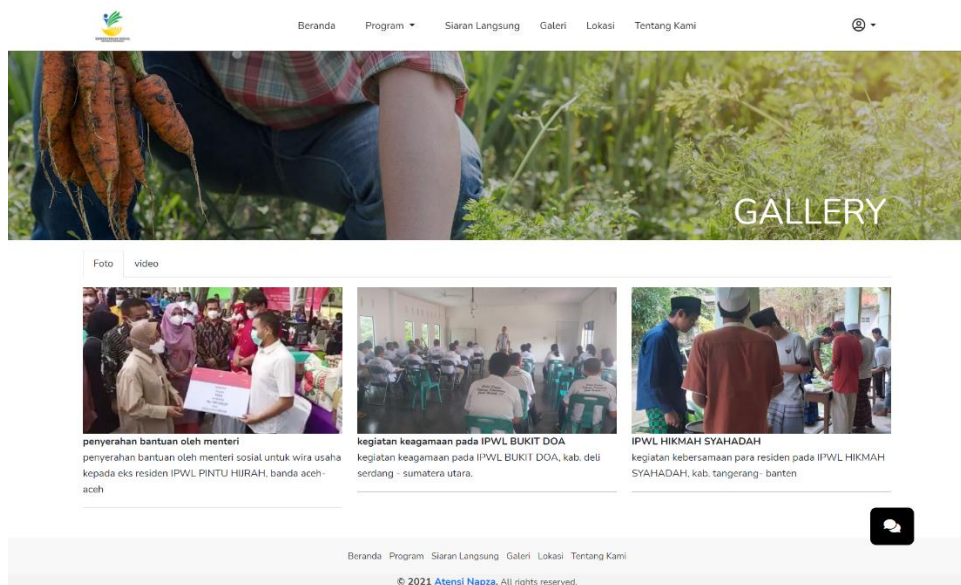 Beranda Program Siaran Langsung Galeri Lokasi Tentang Kami
GALLERY
Foto video
penyerahan bantuan oleh menteri
penyerahan bantuan oleh menteri sosial untuk wira usaha
kepada eks residen IPWL PINTU HIJRAH, banda aceh-
aceh
kegiatan keagamaan pada IPWL BUKIT DOA
kegiatan keagamaan pada IPWL BUKIT DOA, kab. deli
serdang - sumatera utara.
IPWL HIKMAH SYAHADAH
kegiatan kebersamaan para residen pada IPWL HIKMAH
SYAHADAH, kab. tangerang- banten
Beranda Program Siaran Langsung Galeri Lokasi Tentang Kami
© 2021 Atensi Napza. All rights reserved.